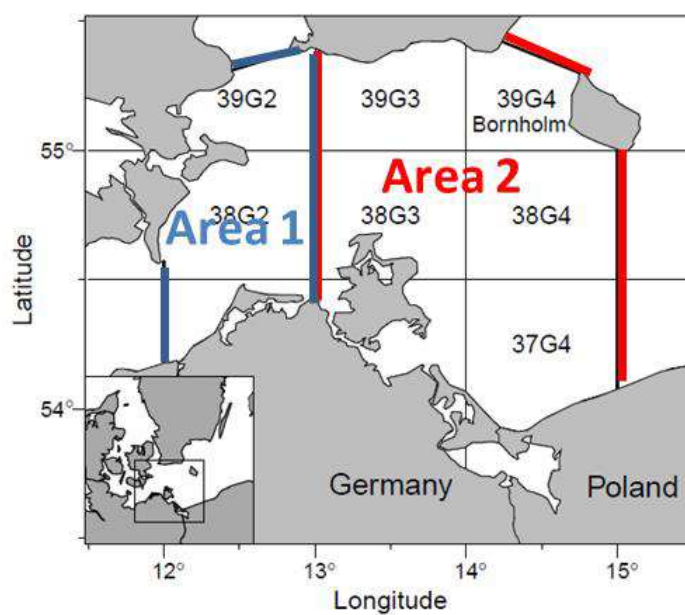 39G2
39G3
39G4
Bornholm
55°
Area 2
38G2
38G3
38G4
Area 1
Latitude
37G4
54°
Germany
Poland
12°
13°
14°
15°
Longitude